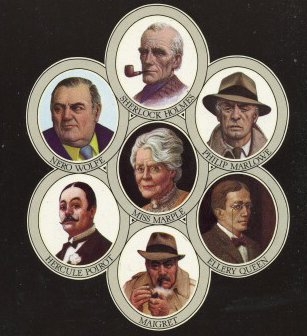 SHERLOCK HOLMES
NERO WOLFE
PHILIP MARLOWE
MISS MARPLE
HERCULE POIROT
ELLERY QUEEN
MAIGRET